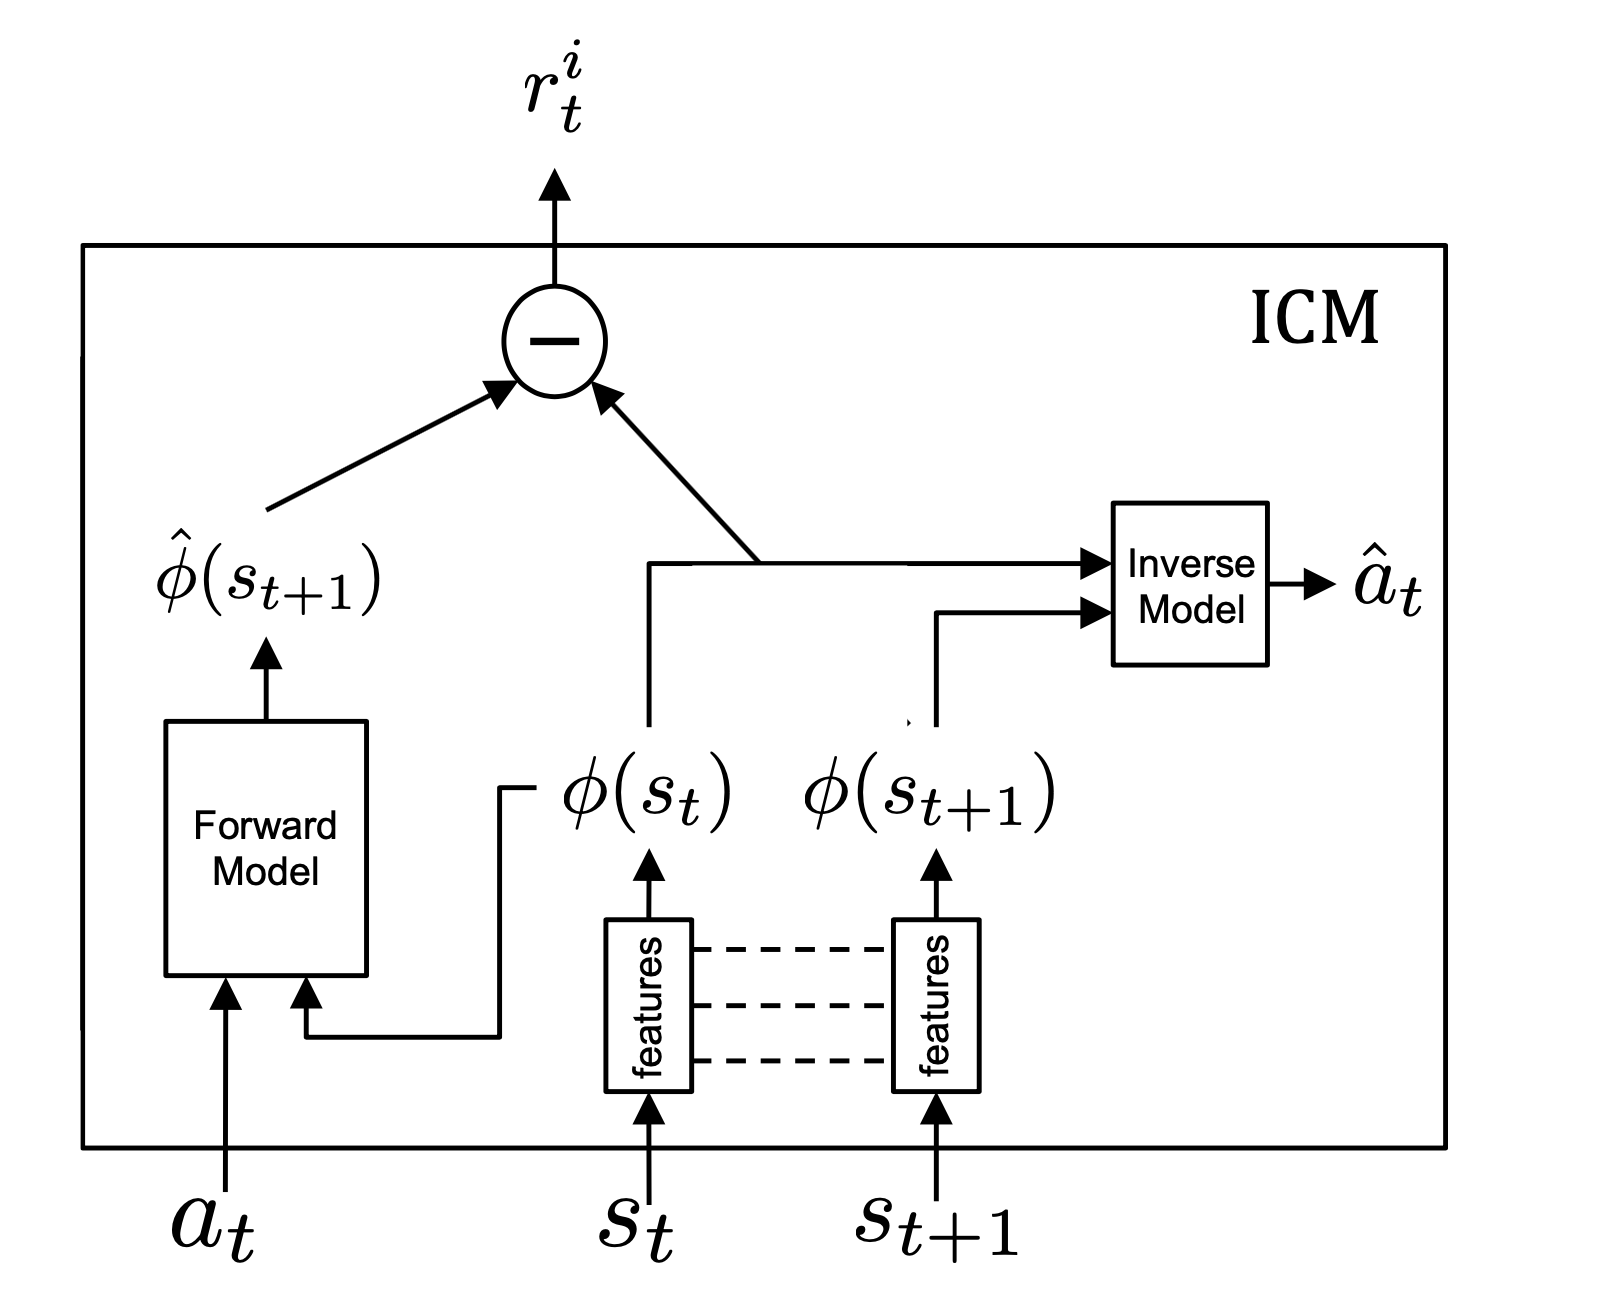 r_t^i
ICM
\hat{\phi}(s_{t+1})
Inverse
Model
\hat{a}_t
Forward
Model
\phi(s_t)
\phi(s_{t+1})
features
features
a_t
s_t
s_{t+1}